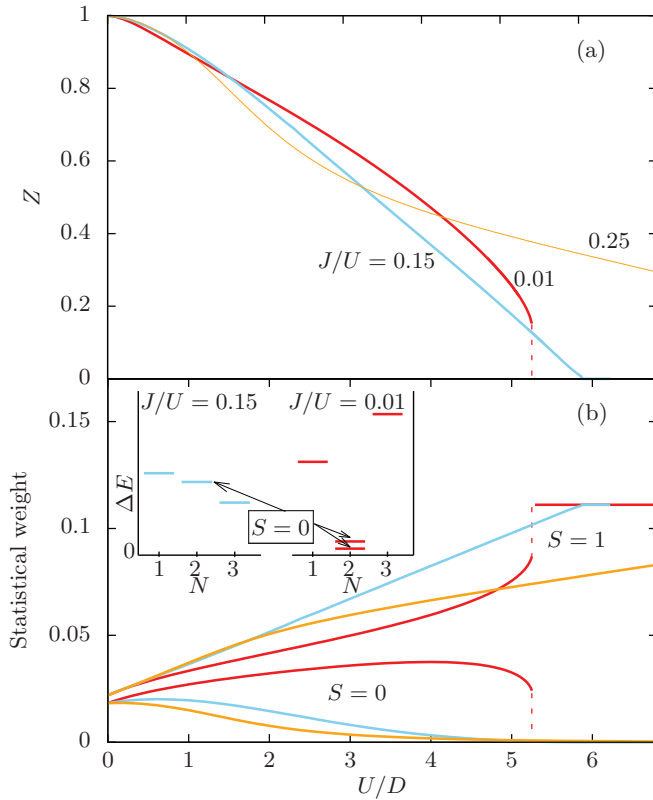 1
(a)
0.8
0.6
Z
0.4
J/U = 0.15
0.25
0.01
0.2
0
J/U = 0.15
J/U = 0.01
(b)
0.15
ΔE
Statistical weight
0.1
S = 0
S = 1
0
1 2 3
1 2 3
N
N
0.05
S = 0
0
0 1 2 3 4 5 6
U/D